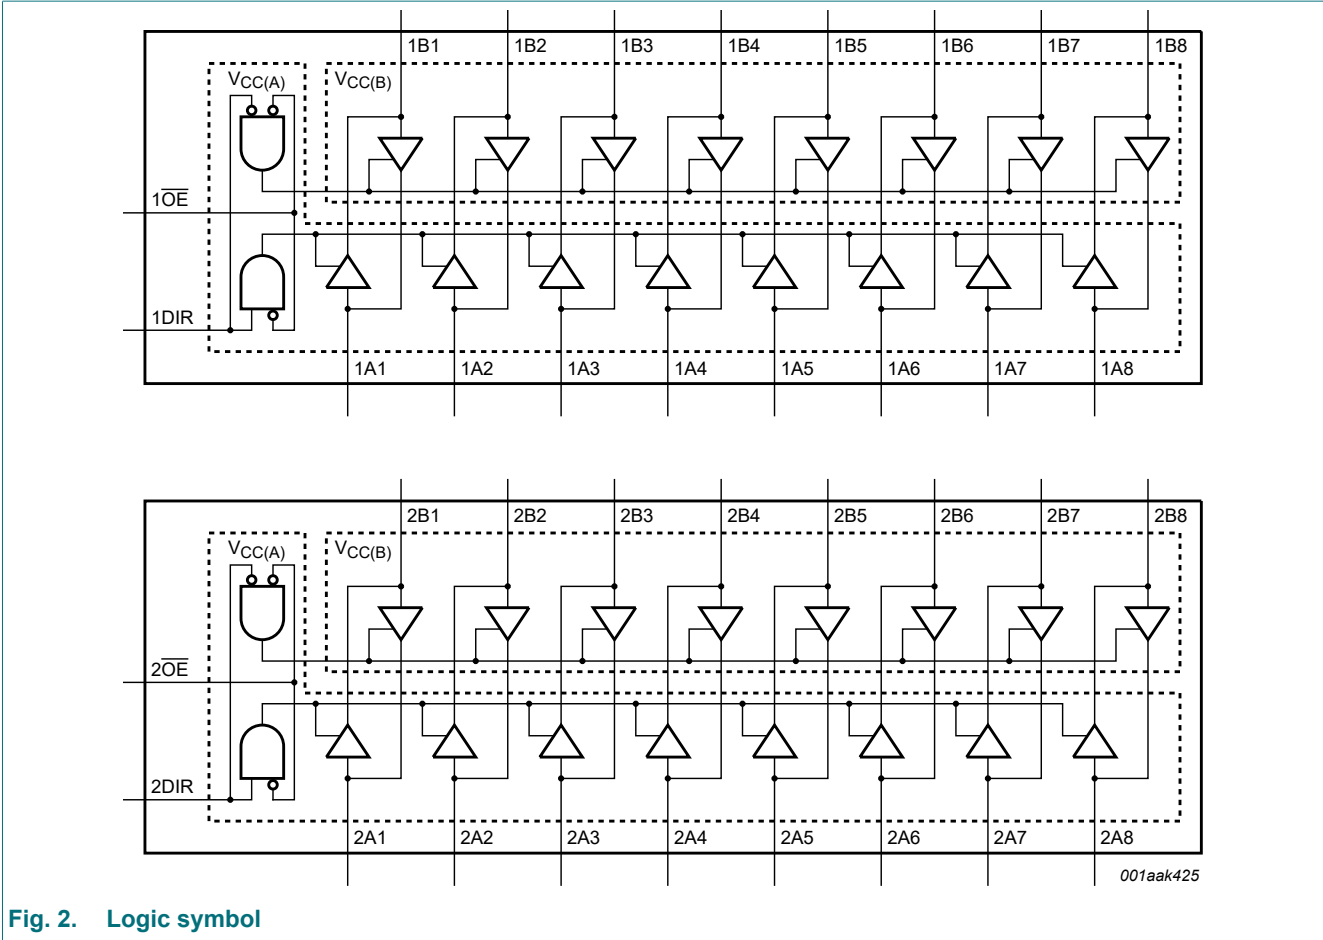 1B1 1B2 1B3 1B4 1B5 1B6 1B7 1B8
VCC(A) VCC(B)
1O̅E̅
1DIR
1A1 1A2 1A3 1A4 1A5 1A6 1A7 1A8
2B1 2B2 2B3 2B4 2B5 2B6 2B7 2B8
VCC(A) VCC(B)
2O̅E̅
2DIR
2A1 2A2 2A3 2A4 2A5 2A6 2A7 2A8
001aak425
Fig. 2. Logic symbol